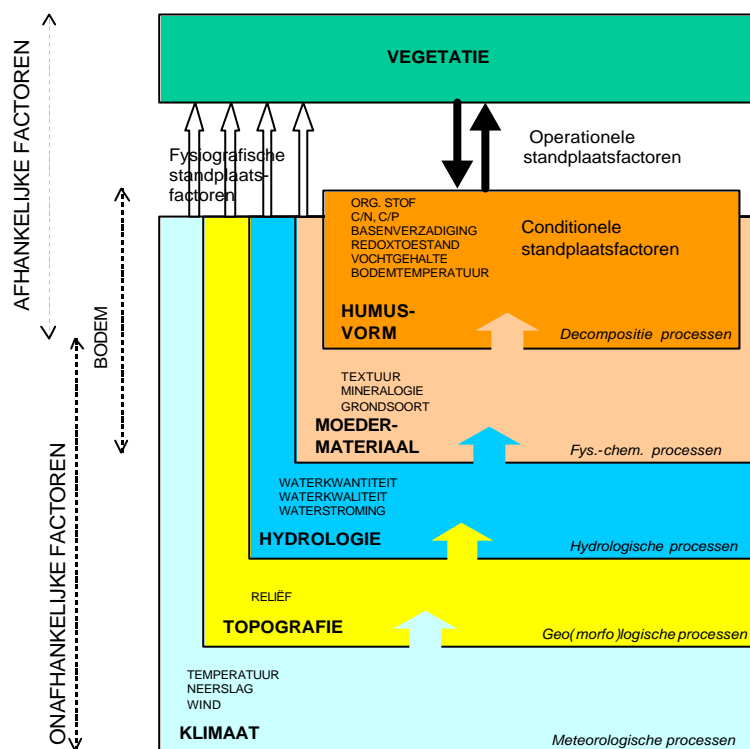 VEGETATIE
AFHANKELIJKE FACTOREN
Fysiografische
standplaats-
factoren
Operationele
standplaatsfactoren
ORG. STOF
C/N, C/P
BASENVERZADIGING
REDOXTOESTAND
VOCHTGEHALTE
BODEMTEMPERATUUR
Conditionele
standplaatsfactoren
HUMUS-
VORM
Decompositie processen
BODEM
TEXTUUR
MINERALOGIE
GRONDSOORT
MOEDER-
MATERIAAL
Fys.-chem. processen
ONAFHANKELIJKE FACTOREN
WATERKWANTITEIT
WATERKWALITEIT
WATERSTROMING
HYDROLOGIE
Hydrologische processen
RELIËF
TOPOGRAFIE
Geo(morfo)logische processen
TEMPERATUUR
NEERSLAG
WIND
KLIMAAT
Meteorologische processen